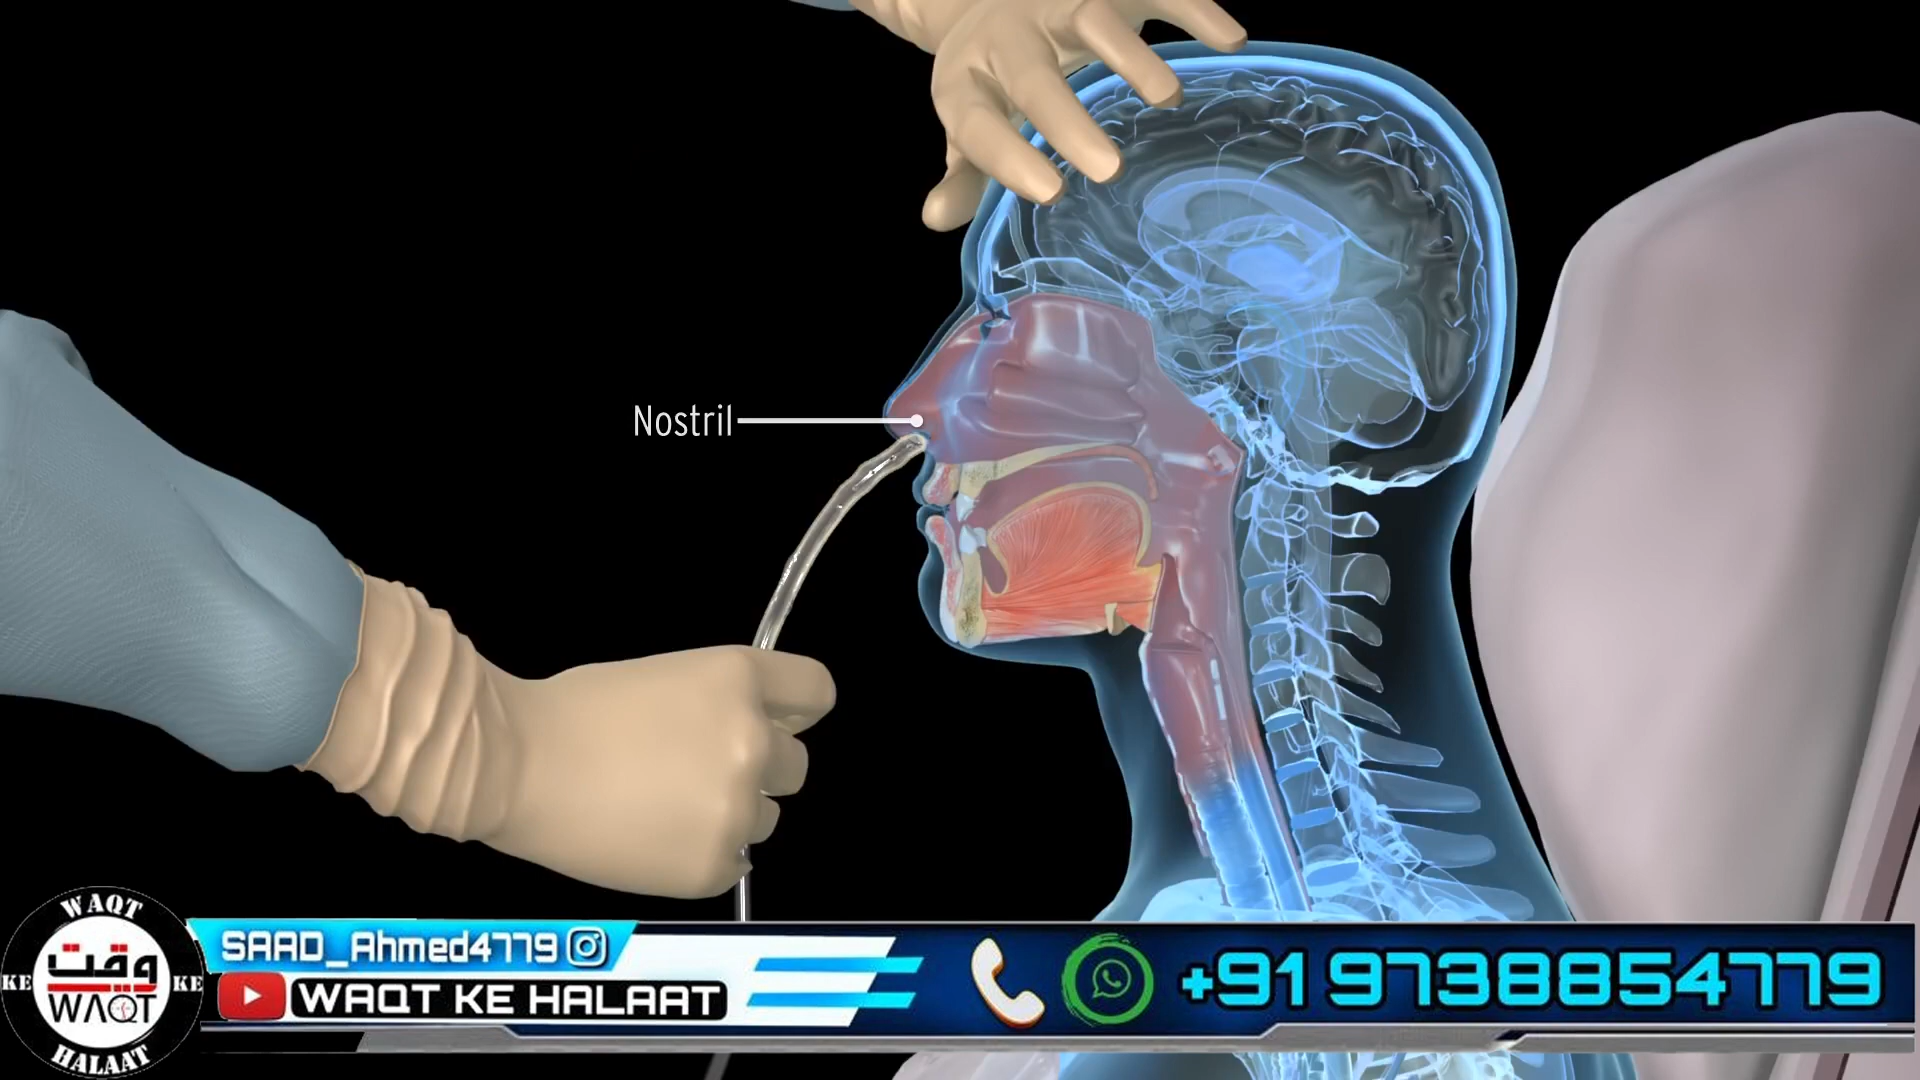 Nostril
WAQT
KE وقت KE
WAQT
HALAAT
SAAD_Ahmed4779
WAQT KE HALAAT
+91 9738854779